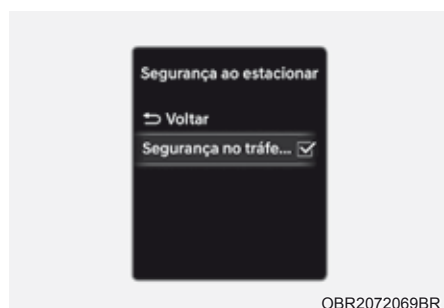 Segurança ao estacionar
Voltar
Segurança no tráfe...
OBR2072069BR